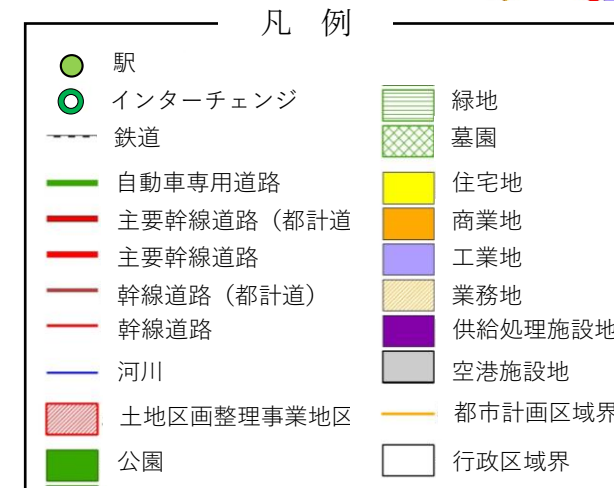 凡 例
駅
インターチェンジ
鉄道
自動車専用道路
主要幹線道路（都計道
主要幹線道路
幹線道路（都計道）
幹線道路
河川
土地区画整理事業地区
公園
緑地
墓園
住宅地
商業地
工業地
業務地
供給処理施設地
空港施設地
都市計画区域界
行政区域界